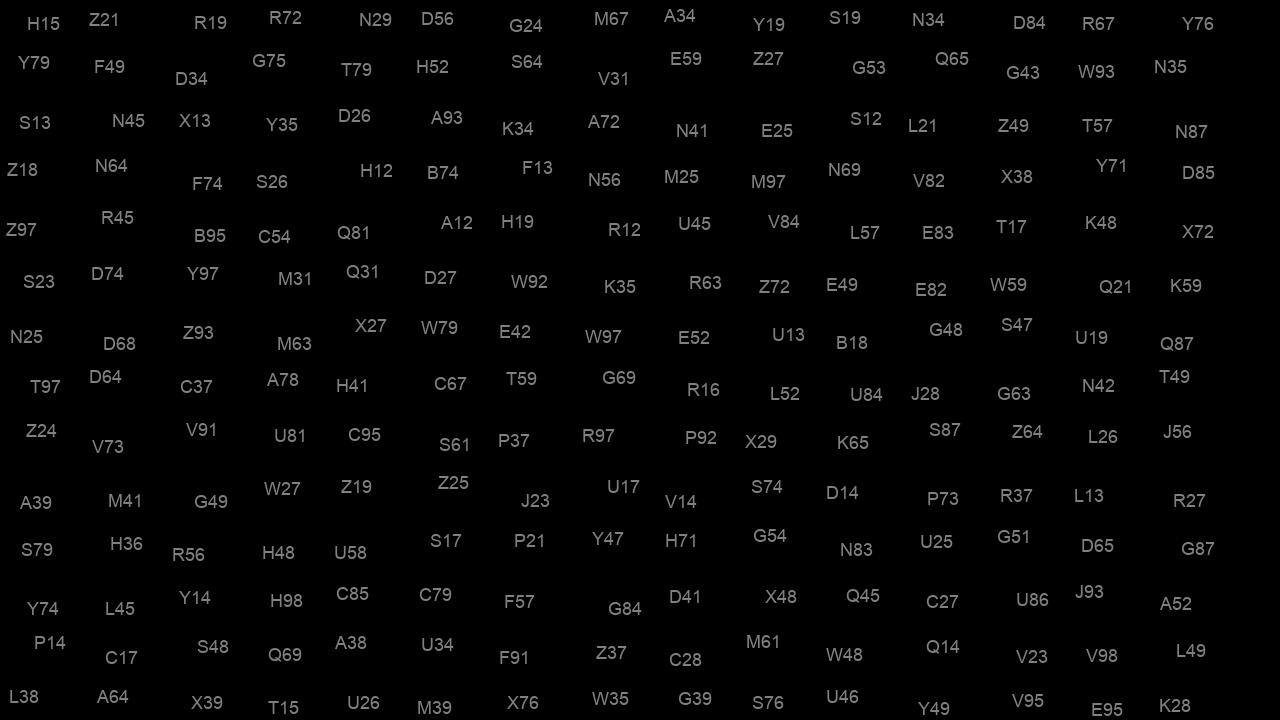 H15 Z21 R19 R72 N29 D56 G24 M67 A34 Y19 S19 N34 D84 R67 Y76
Y79 F49 D34 G75 T79 H52 S64 V31 E59 Z27 G53 Q65 G43 W93 N35
S13 N45 X13 Y35 D26 A93 K34 A72 N41 E25 S12 L21 Z49 T57 N87
Z18 N64 F74 S26 H12 B74 F13 N56 M25 M97 N69 V82 X38 Y71 D85
Z97 R45 B95 C54 Q81 A12 H19 R12 U45 V84 L57 E83 T17 K48 X72
S23 D74 Y97 M31 Q31 D27 W92 K35 R63 Z72 E49 E82 W59 Q21 K59
N25 D68 Z93 M63 X27 W79 E42 W97 E52 U13 B18 G48 S47 U19 Q87
T97 D64 C37 A78 H41 C67 T59 G69 R16 L52 U84 J28 G63 N42 T49
Z24 V73 V91 U81 C95 S61 P37 R97 P92 X29 K65 S87 Z64 L26 J56
A39 M41 G49 W27 Z19 Z25 J23 U17 V14 S74 D14 P73 R37 L13 R27
S79 H36 R56 H48 U58 S17 P21 Y47 H71 G54 N83 U25 G51 D65 G87
Y74 L45 Y14 H98 C85 C79 F57 G84 D41 X48 Q45 C27 U86 J93 A52
P14 C17 S48 Q69 A38 U34 F91 Z37 C28 M61 W48 Q14 V23 V98 L49
L38 A64 X39 T15 U26 M39 X76 W35 G39 S76 U46 Y49 V95 E95 K28